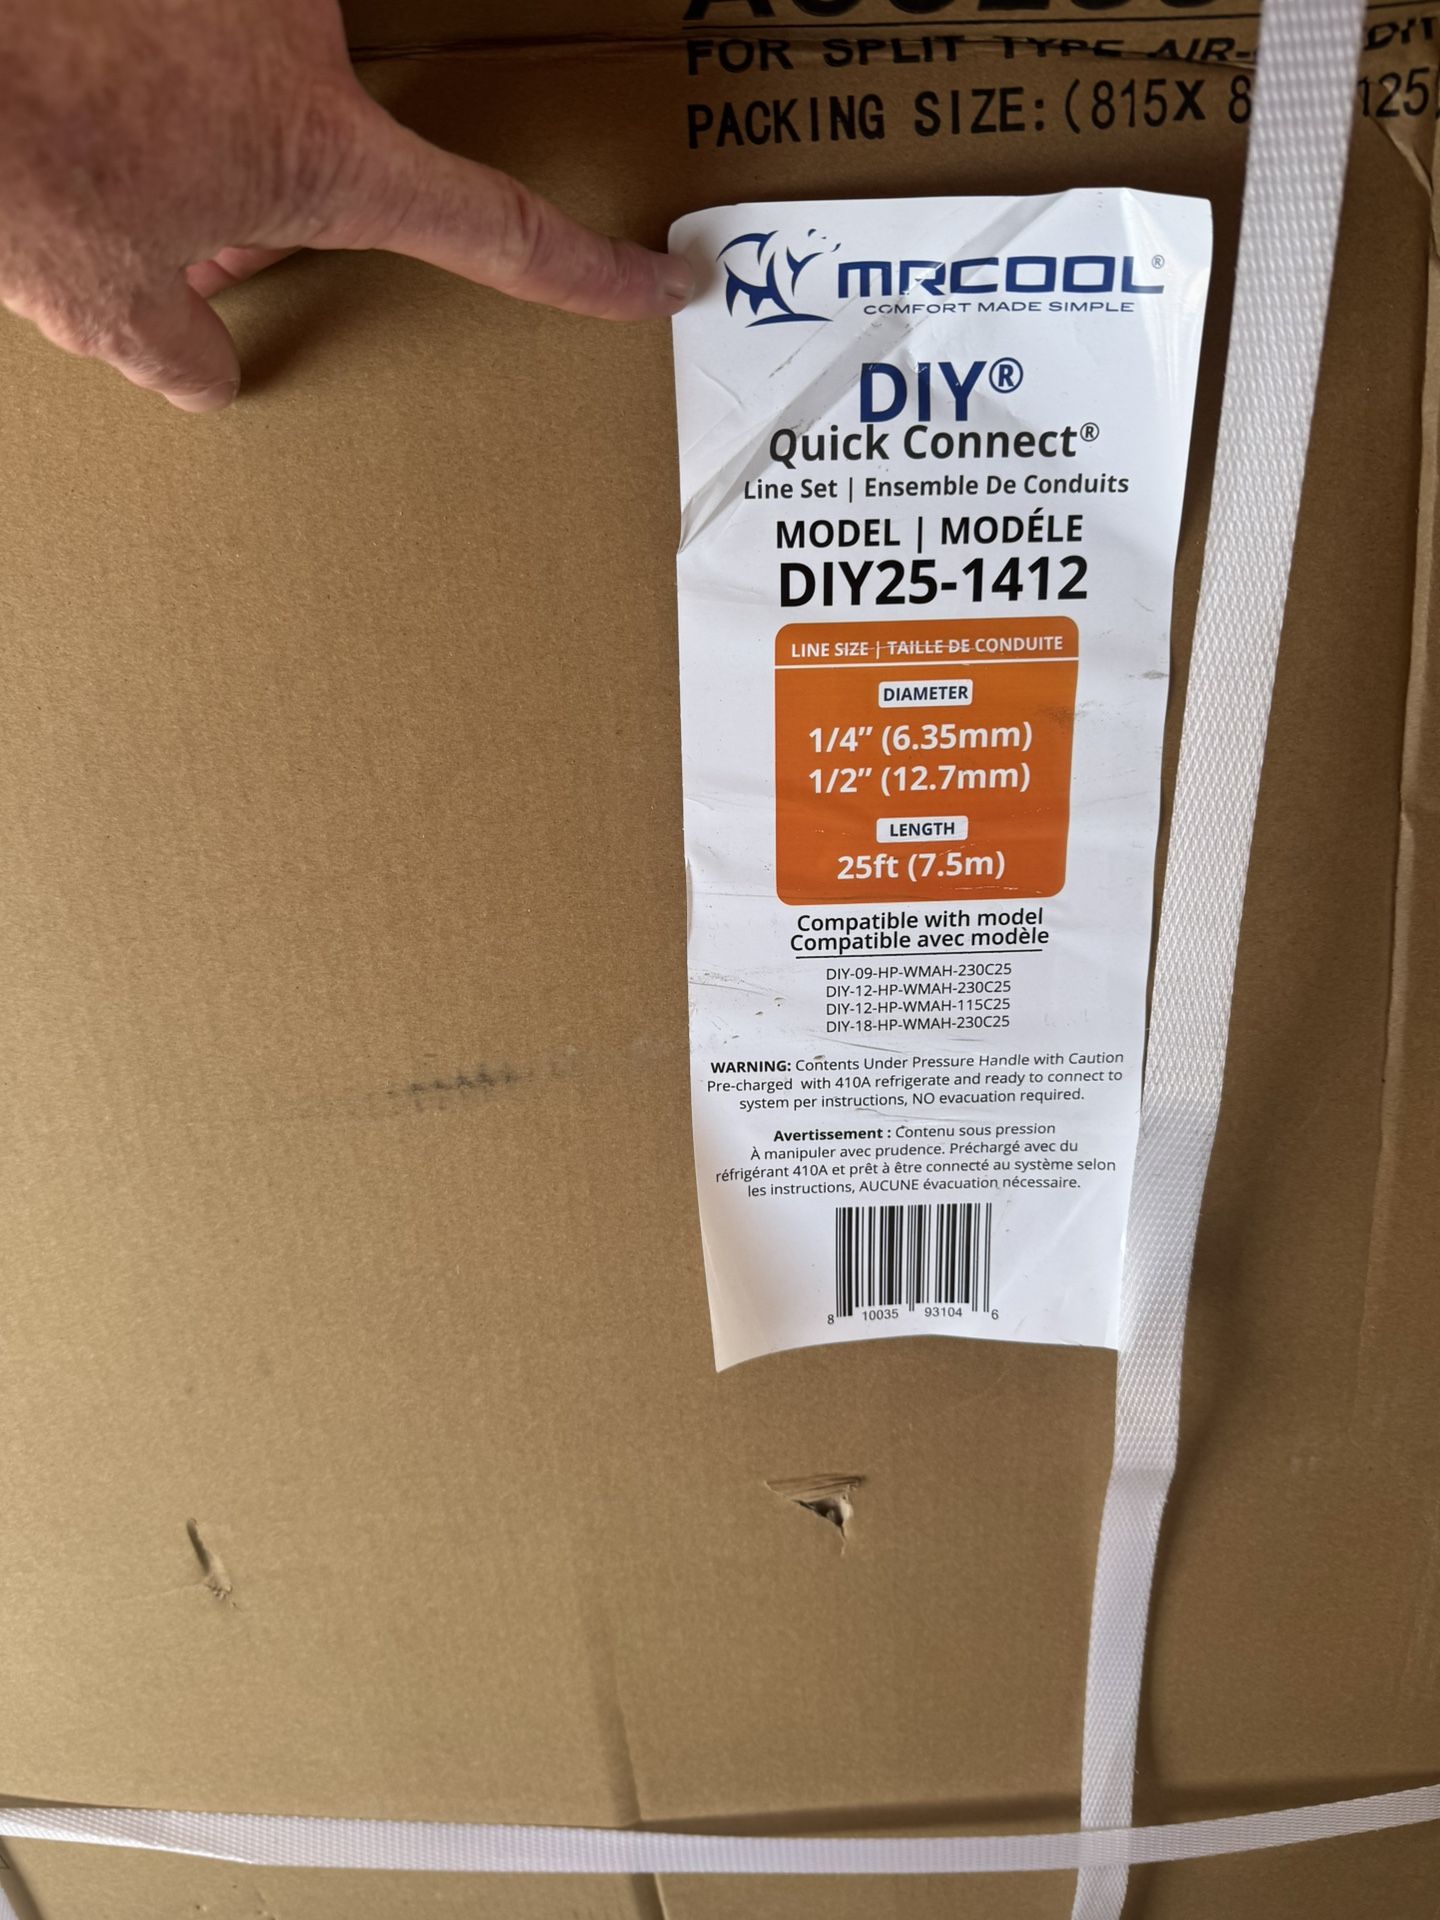 FOR SPLIT TYPE AIR-
PACKING SIZE:(815X 8 125
MRCOOL®
COMFORT MADE SIMPLE
DIY®
Quick Connect®
Line Set | Ensemble De Conduits
MODEL | MODÉLE
DIY25-1412
LINE SIZE | TAILLE DE CONDUITE
DIAMETER
1/4” (6.35mm)
1/2” (12.7mm)
LENGTH
25ft (7.5m)
Compatible with model
Compatible avec modèle
DIY-09-HP-WMAH-230C25
DIY-12-HP-WMAH-230C25
DIY-12-HP-WMAH-115C25
DIY-18-HP-WMAH-230C25
WARNING: Contents Under Pressure Handle with Caution
Pre-charged with 410A refrigerate and ready to connect to
system per instructions, NO evacuation required.
Avertissement : Contenu sous pression
À manipuler avec prudence. Préchargé avec du
réfrigérant 410A et prêt à être connecté au système selon
les instructions, AUCUNE évacuation nécessaire.
8 10035 93104 6